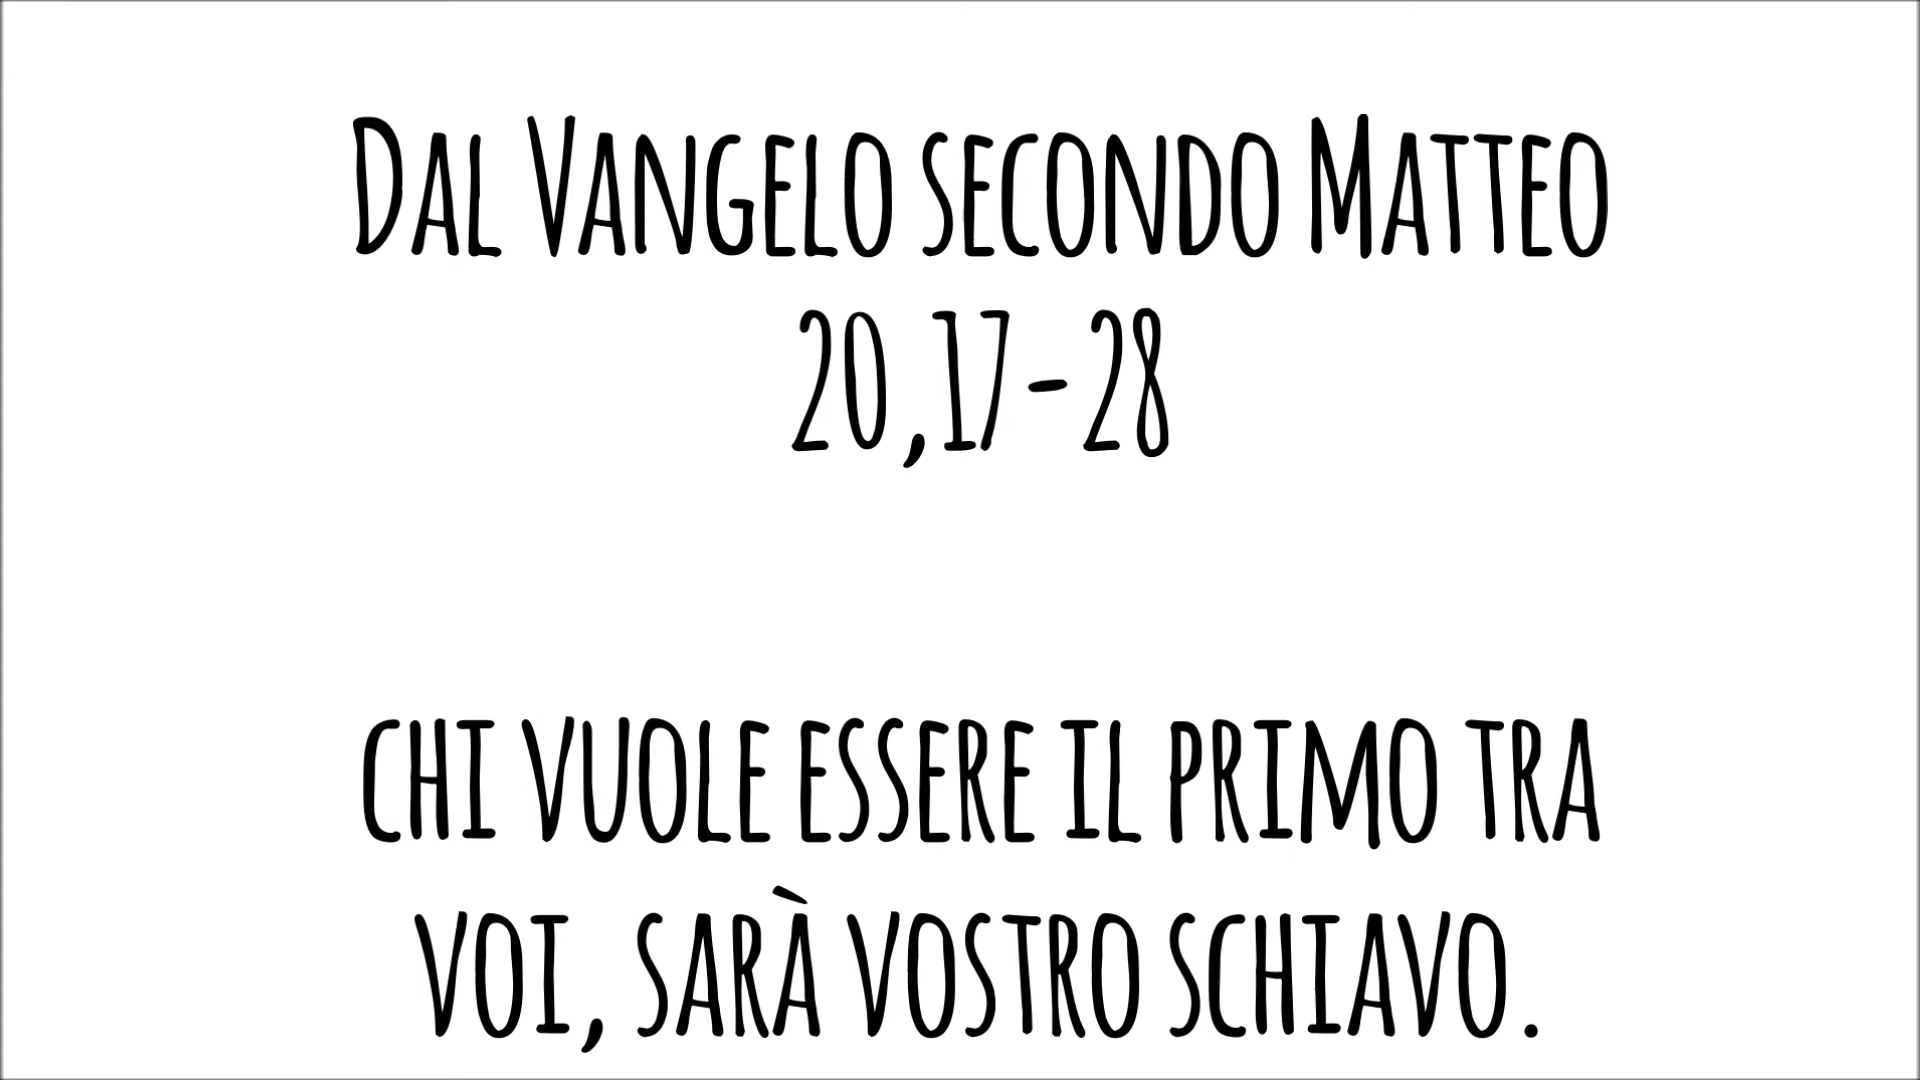 Dal Vangelo secondo Matteo
20,17-28
chi vuole essere il primo tra
voi, sarà vostro schiavo.